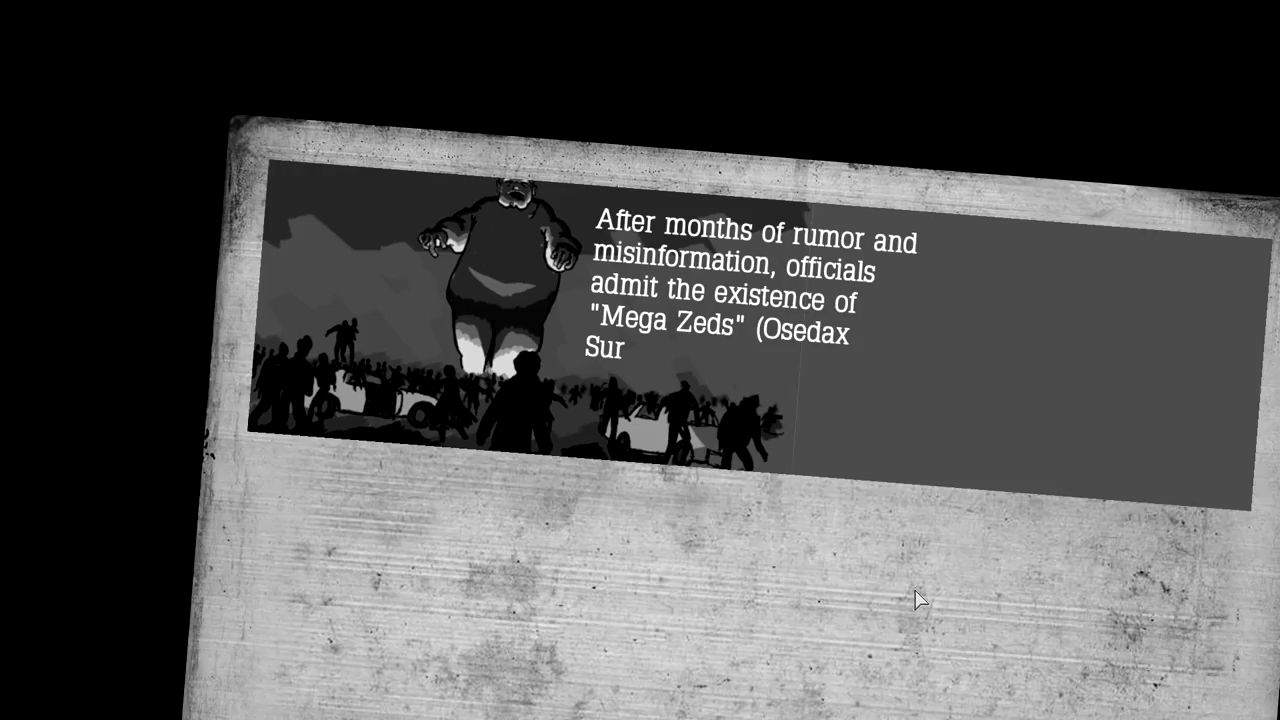 After months of rumor and
misinformation, officials
admit the existence of
"Mega Zeds" (Osedax
Sur